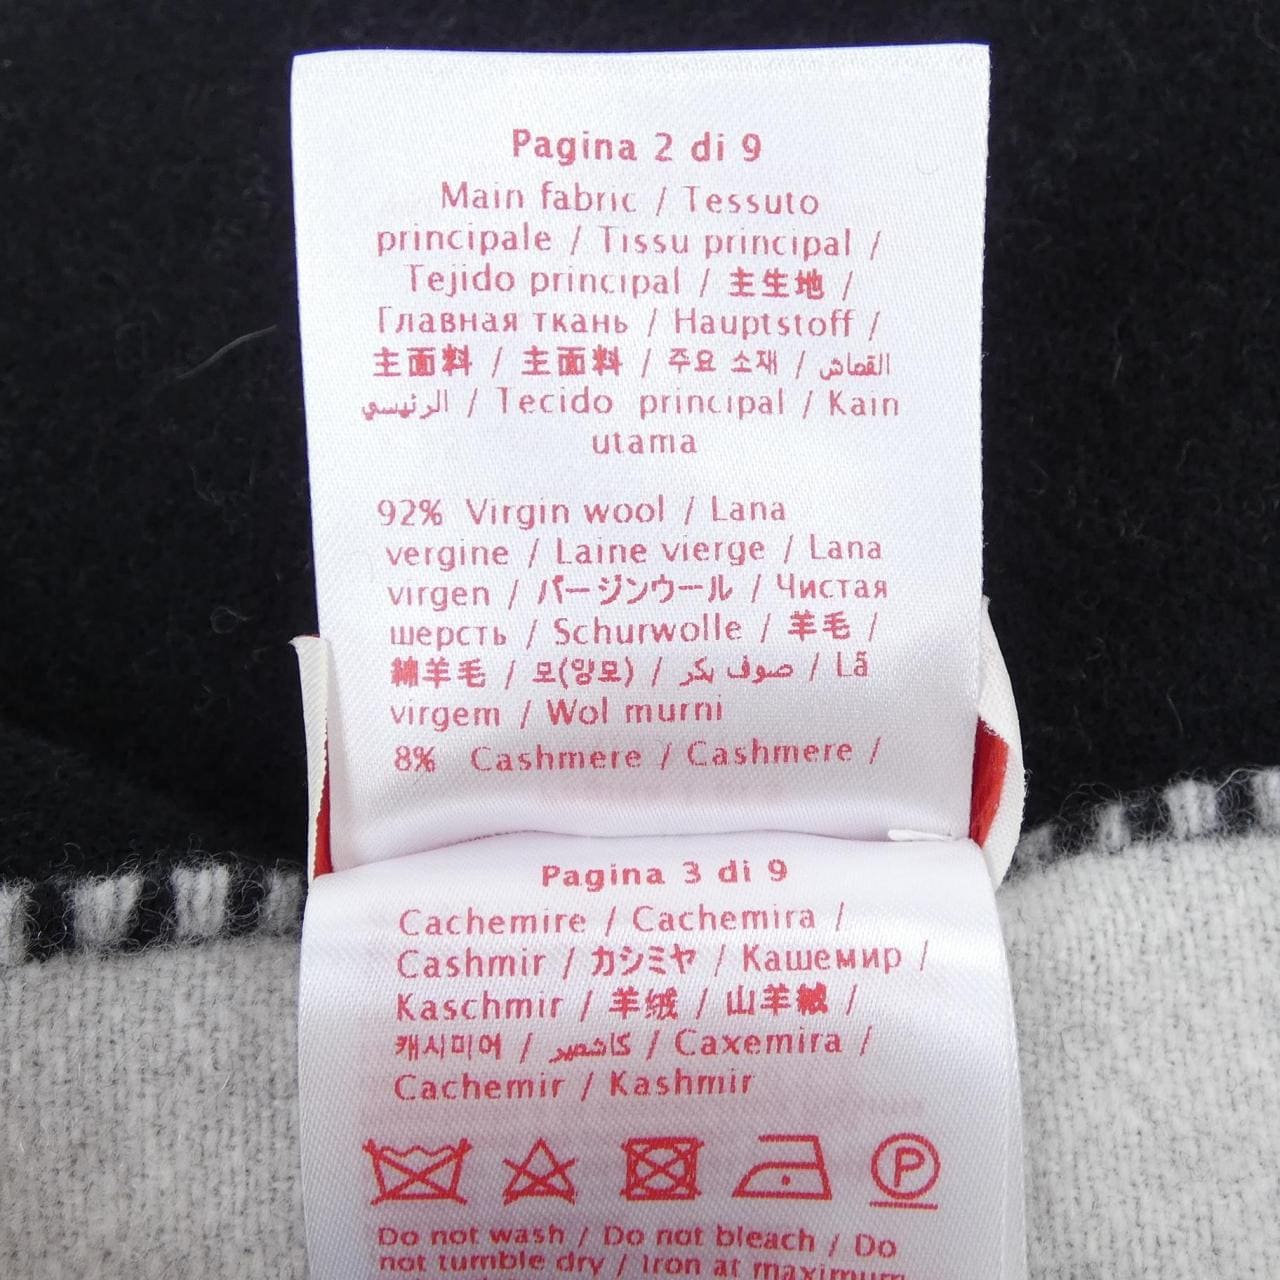 Pagina 2 di 9
Main fabric / Tessuto
principale / Tissu principal /
Tejido principal / 主生地 /
Главная ткань / Hauptstoff /
主面料 / 主面料 / 주요 소재 / القماش
الرئيسي / Tecido principal / Kain
utama
92% Virgin wool / Lana
vergine / Laine vierge / Lana
virgen / バージンウール / Чистая
шерсть / Schurwolle / 羊毛 /
綿羊毛 / 모(양모) / صوف بكر / Lã
virgem / Wol murni
8% Cashmere / Cashmere /
Pagina 3 di 9
Cachemire / Cachemira /
Cashmir / カシミヤ / Кашемир /
Kaschmir / 羊绒 / 山羊絨 /
캐시미어 / كاشمير / Caxemira /
Cachemir / Kashmir
P
Do not wash / Do not bleach / Do
not tumble dry / Iron at maximum